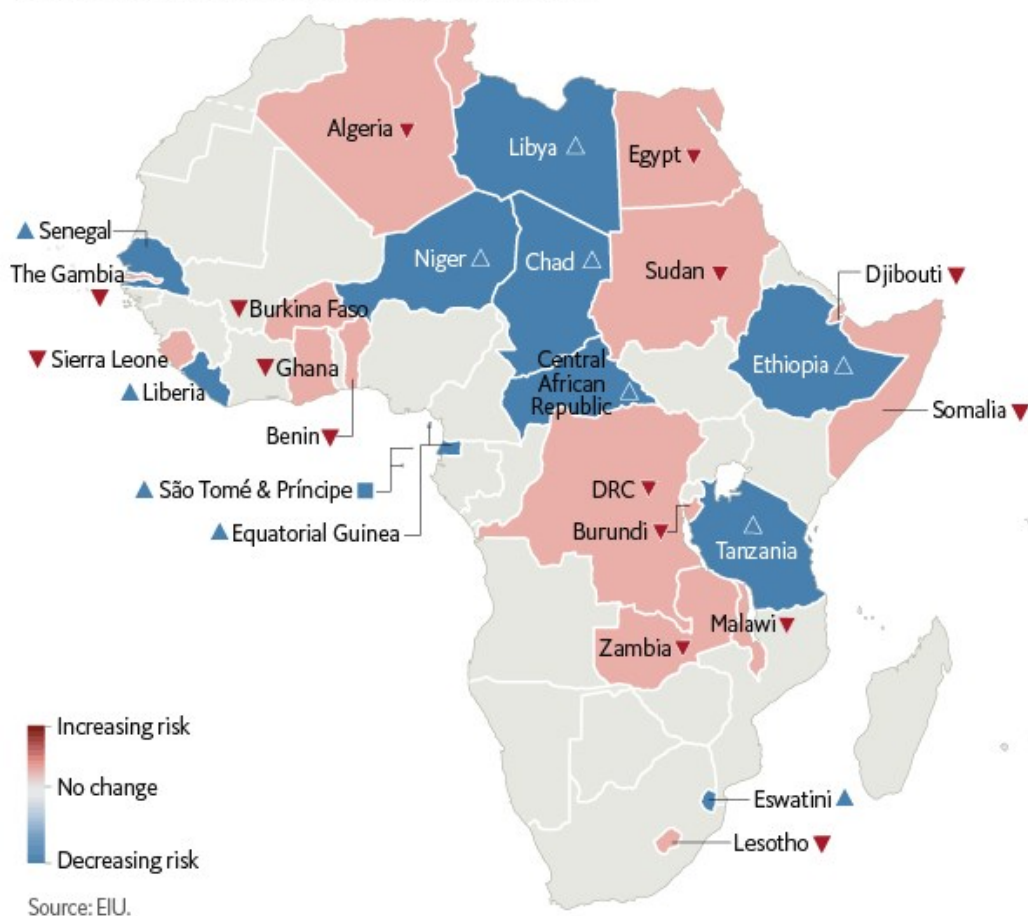 Algeria
Libya
Egypt
Senegal
The Gambia
Niger
Chad
Sudan
Djibouti
Burkina Faso
Sierra Leone
Ghana
Liberia
Central
African
Republic
Ethiopia
Somalia
Benin
São Tomé & Príncipe
DRC
Equatorial Guinea
Burundi
Tanzania
Malawi
Zambia
Increasing risk
No change
Eswatini
Lesotho
Decreasing risk
Source: EIU.